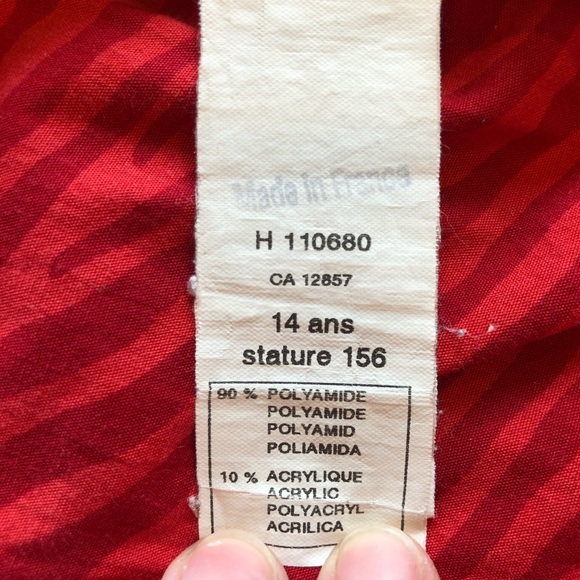 Made in France
H 110680
CA 12857
14 ans
stature 156
90 % POLYAMIDE
POLYAMIDE
POLYAMID
POLIAMIDA
10 % ACRYLIQUE
ACRYLIC
POLYACRYL
ACRILICA